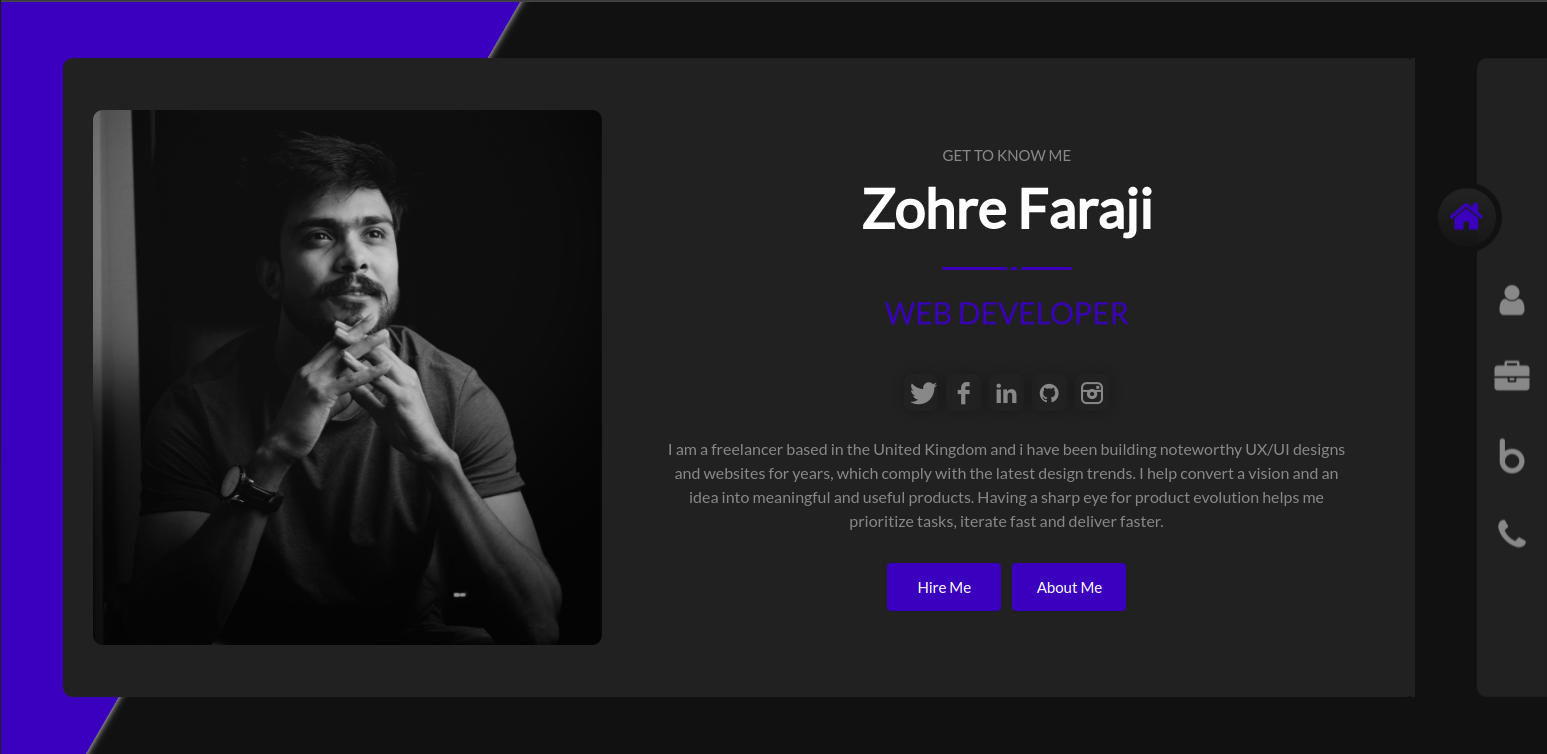 GET TO KNOW ME
Zohre Faraji
WEB DEVELOPER
I am a freelancer based in the United Kingdom and i have been building noteworthy UX/UI designs
and websites for years, which comply with the latest design trends. I help convert a vision and an
idea into meaningful and useful products. Having a sharp eye for product evolution helps me
prioritize tasks, iterate fast and deliver faster.
Hire Me
About Me